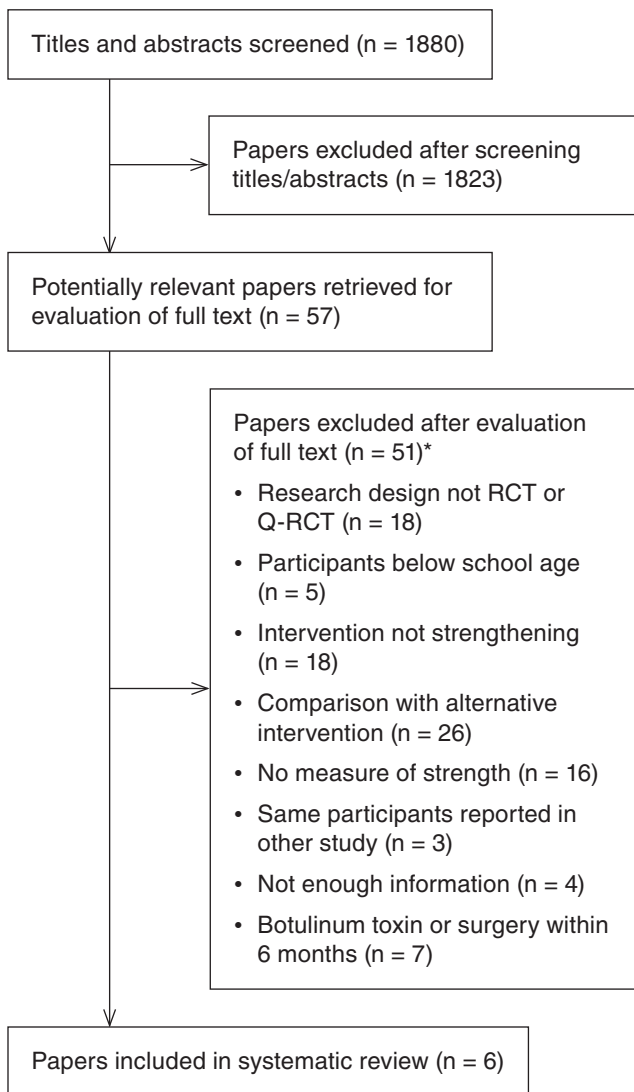 Titles and abstracts screened (n = 1880)
Papers excluded after screening
titles/abstracts (n = 1823)
Potentially relevant papers retrieved for
evaluation of full text (n = 57)
Papers excluded after evaluation
of full text (n = 51)*
• Research design not RCT or
Q-RCT (n = 18)
• Participants below school age
(n = 5)
• Intervention not strengthening
(n = 18)
• Comparison with alternative
intervention (n = 26)
• No measure of strength (n = 16)
• Same participants reported in
other study (n = 3)
• Not enough information (n = 4)
• Botulinum toxin or surgery within
6 months (n = 7)
Papers included in systematic review (n = 6)